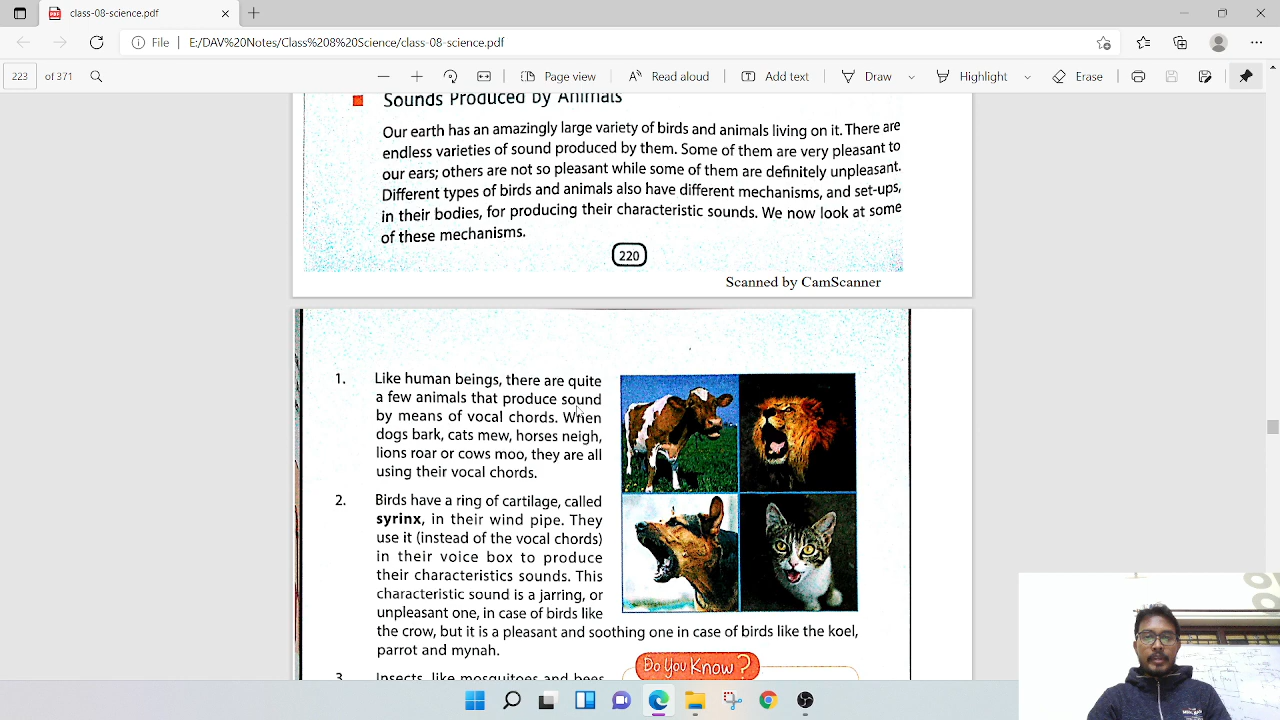 class-08-science.pdf
File | E:/DAV%20Notes/Class%208%20Science/class-08-science.pdf
223 of 371
Page view
Read aloud
Add text
Draw
Highlight
Erase
Sounds Produced by Animals
Our earth has an amazingly large variety of birds and animals living on it. There are
endless varieties of sound produced by them. Some of them are very pleasant to
our ears; others are not so pleasant while some of them are definitely unpleasant.
Different types of birds and animals also have different mechanisms, and set-ups,
in their bodies, for producing their characteristic sounds. We now look at some
of these mechanisms.
220
Scanned by CamScanner
1. Like human beings, there are quite
a few animals that produce sound
by means of vocal chords. When
dogs bark, cats mew, horses neigh,
lions roar or cows moo, they are all
using their vocal chords.
2. Birds have a ring of cartilage, called
syrinx, in their wind pipe. They
use it (instead of the vocal chords)
in their voice box to produce
their characteristics sounds. This
characteristic sound is a jarring, or
unpleasant one, in case of birds like
the crow, but it is a pleasant and soothing one in case of birds like the koel,
parrot and mynah.
Do You Know ?
3. Insects, like mosquitoes and bees